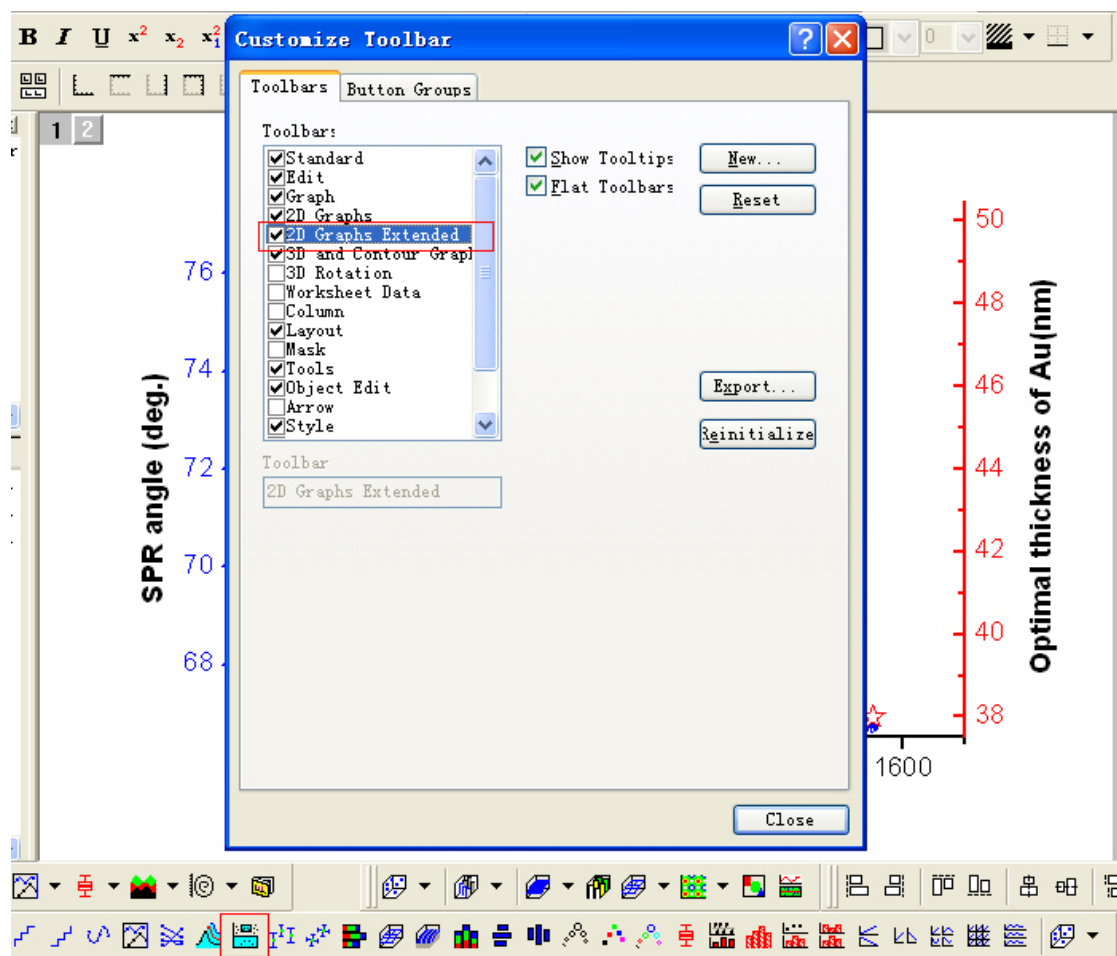 B I U x² x₂ x²₁
Customize Toolbar
0
Toolbars Button Groups
1 2
Toolbars
Standard
Edit
Graph
2D Graphs
2D Graphs Extended
3D and Contour Grapl
3D Rotation
Worksheet Data
Column
Layout
Mask
Tools
Object Edit
Arrow
Style
Show Tooltips
Flat Toolbars
New...
Reset
Export...
Reinitialize
Toolbar
2D Graphs Extended
Close
SPR angle (deg.)
76
74
72
70
68
50
48
46
44
42
40
38
Optimal thickness of Au(nm)
1600